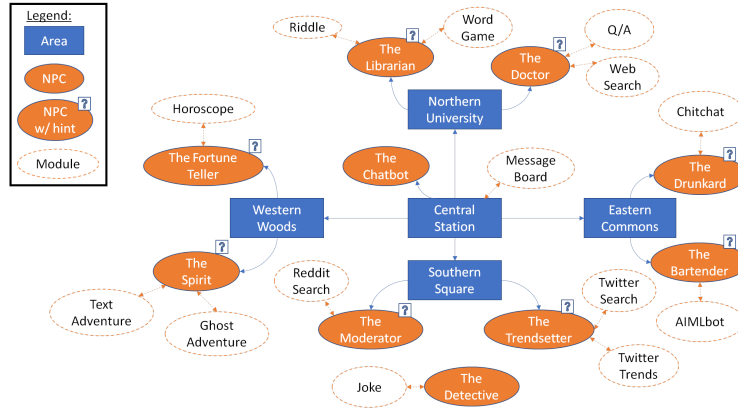 Legend:
Area
NPC
NPC
w/ hint
?
Module
Riddle
The
Librarian
?
Word
Game
The
Doctor
?
Q/A
Web
Search
Northern
University
Horoscope
The Fortune
Teller
?
The
Chatbot
Message
Board
Chitchat
The
Drunkard
?
Western
Woods
Central
Station
Eastern
Commons
The
Spirit
?
Text
Adventure
Ghost
Adventure
Southern
Square
Reddit
Search
The
Moderator
?
The
Trendsetter
?
Twitter
Search
Twitter
Trends
The
Bartender
?
AIMLbot
Joke
The
Detective